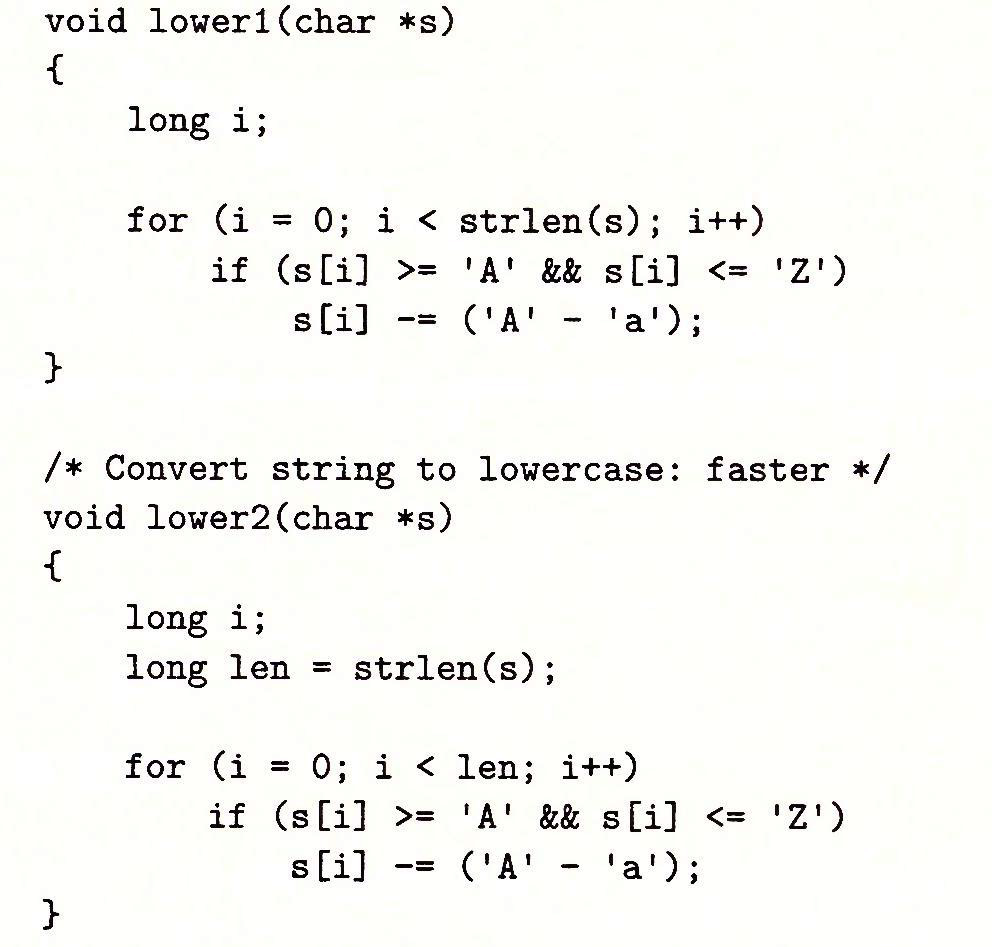 void lower1(char *s)
{
    long i;

    for (i = 0; i < strlen(s); i++)
        if (s[i] >= 'A' && s[i] <= 'Z')
            s[i] -= ('A' - 'a');
}

/* Convert string to lowercase: faster */
void lower2(char *s)
{
    long i;
    long len = strlen(s);

    for (i = 0; i < len; i++)
        if (s[i] >= 'A' && s[i] <= 'Z')
            s[i] -= ('A' - 'a');
}